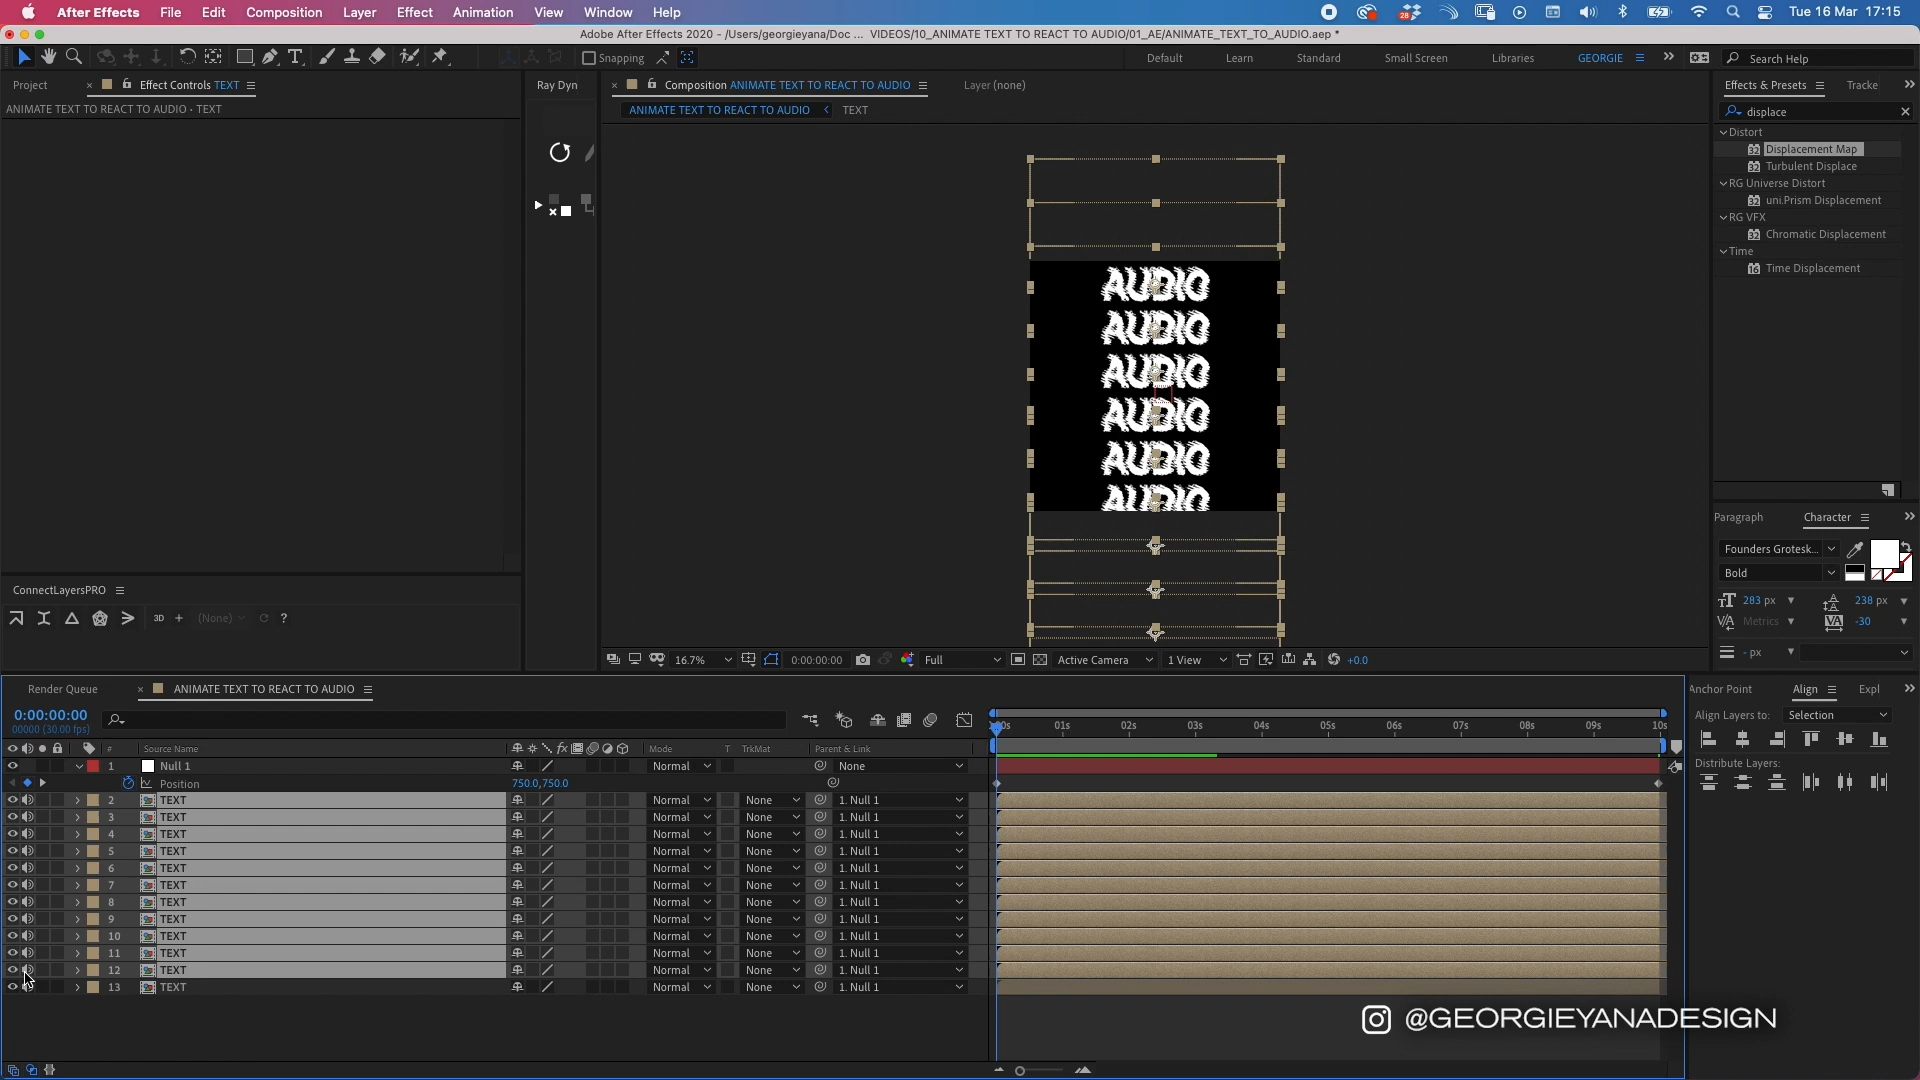 After Effects File Edit Composition Layer Effect Animation View Window Help
28 Tue 16 Mar 17:15
Adobe After Effects 2020 - /Users/georgieyana/Doc ... VIDEOS/10_ANIMATE TEXT TO REACT TO AUDIO/01_AE/ANIMATE_TEXT_TO_AUDIO.aep *
Snapping Default Learn Standard Small Screen Libraries GEORGIE Search Help
Project Effect Controls TEXT Ray Dyn Composition ANIMATE TEXT TO REACT TO AUDIO Layer (none) Effects & Presets Tracke
ANIMATE TEXT TO REACT TO AUDIO • TEXT
ANIMATE TEXT TO REACT TO AUDIO TEXT
displace
Distort
Displacement Map
Turbulent Displace
RG Universe Distort
uni.Prism Displacement
RG VFX
Chromatic Displacement
Time
Time Displacement
AUDIO
AUDIO
AUDIO
AUDIO
AUDIO
AUDIO
Paragraph Character
Founders Grotesk...
Bold
283 px 238 px
Metrics -30
- px
ConnectLayersPRO
3D + (None) ?
16.7% 0:00:00:00 Full Active Camera 1 View +0.0
Render Queue ANIMATE TEXT TO REACT TO AUDIO
Anchor Point Align Expl
Align Layers to: Selection
Distribute Layers:
0:00:00:00
00000 (30.00 fps)
01s 02s 03s 04s 05s 06s 07s 08s 09s 10s
# Source Name fx Mode T TrkMat Parent & Link
1 Null 1 Normal None
Position 750.0,750.0
2 TEXT Normal None 1. Null 1
3 TEXT Normal None 1. Null 1
4 TEXT Normal None 1. Null 1
5 TEXT Normal None 1. Null 1
6 TEXT Normal None 1. Null 1
7 TEXT Normal None 1. Null 1
8 TEXT Normal None 1. Null 1
9 TEXT Normal None 1. Null 1
10 TEXT Normal None 1. Null 1
11 TEXT Normal None 1. Null 1
12 TEXT Normal None 1. Null 1
13 TEXT Normal None 1. Null 1
@GEORGIEYANADESIGN